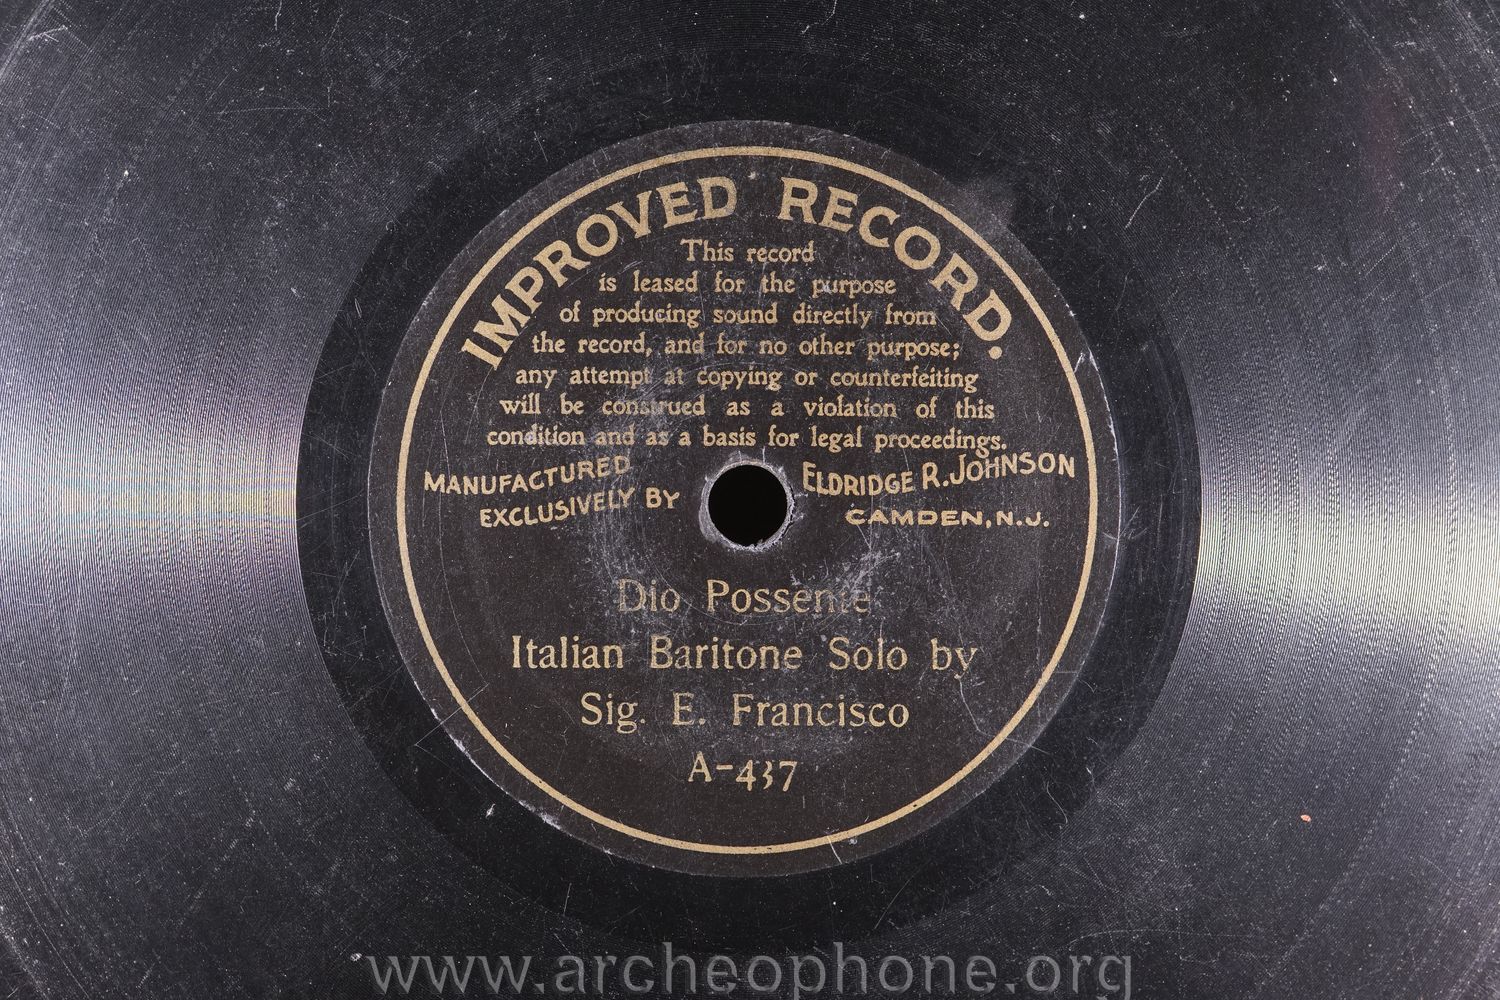 IMPROVED RECORD.
This record
is leased for the purpose
of producing sound directly from
the record, and for no other purpose;
any attempt at copying or counterfeiting
will be construed as a violation of this
condition and as a basis for legal proceedings.
MANUFACTURED
EXCLUSIVELY BY
ELDRIDGE R. JOHNSON
CAMDEN, N.J.
Dio Possente
Italian Baritone Solo by
Sig. E. Francisco
A-437
www.archeophone.org